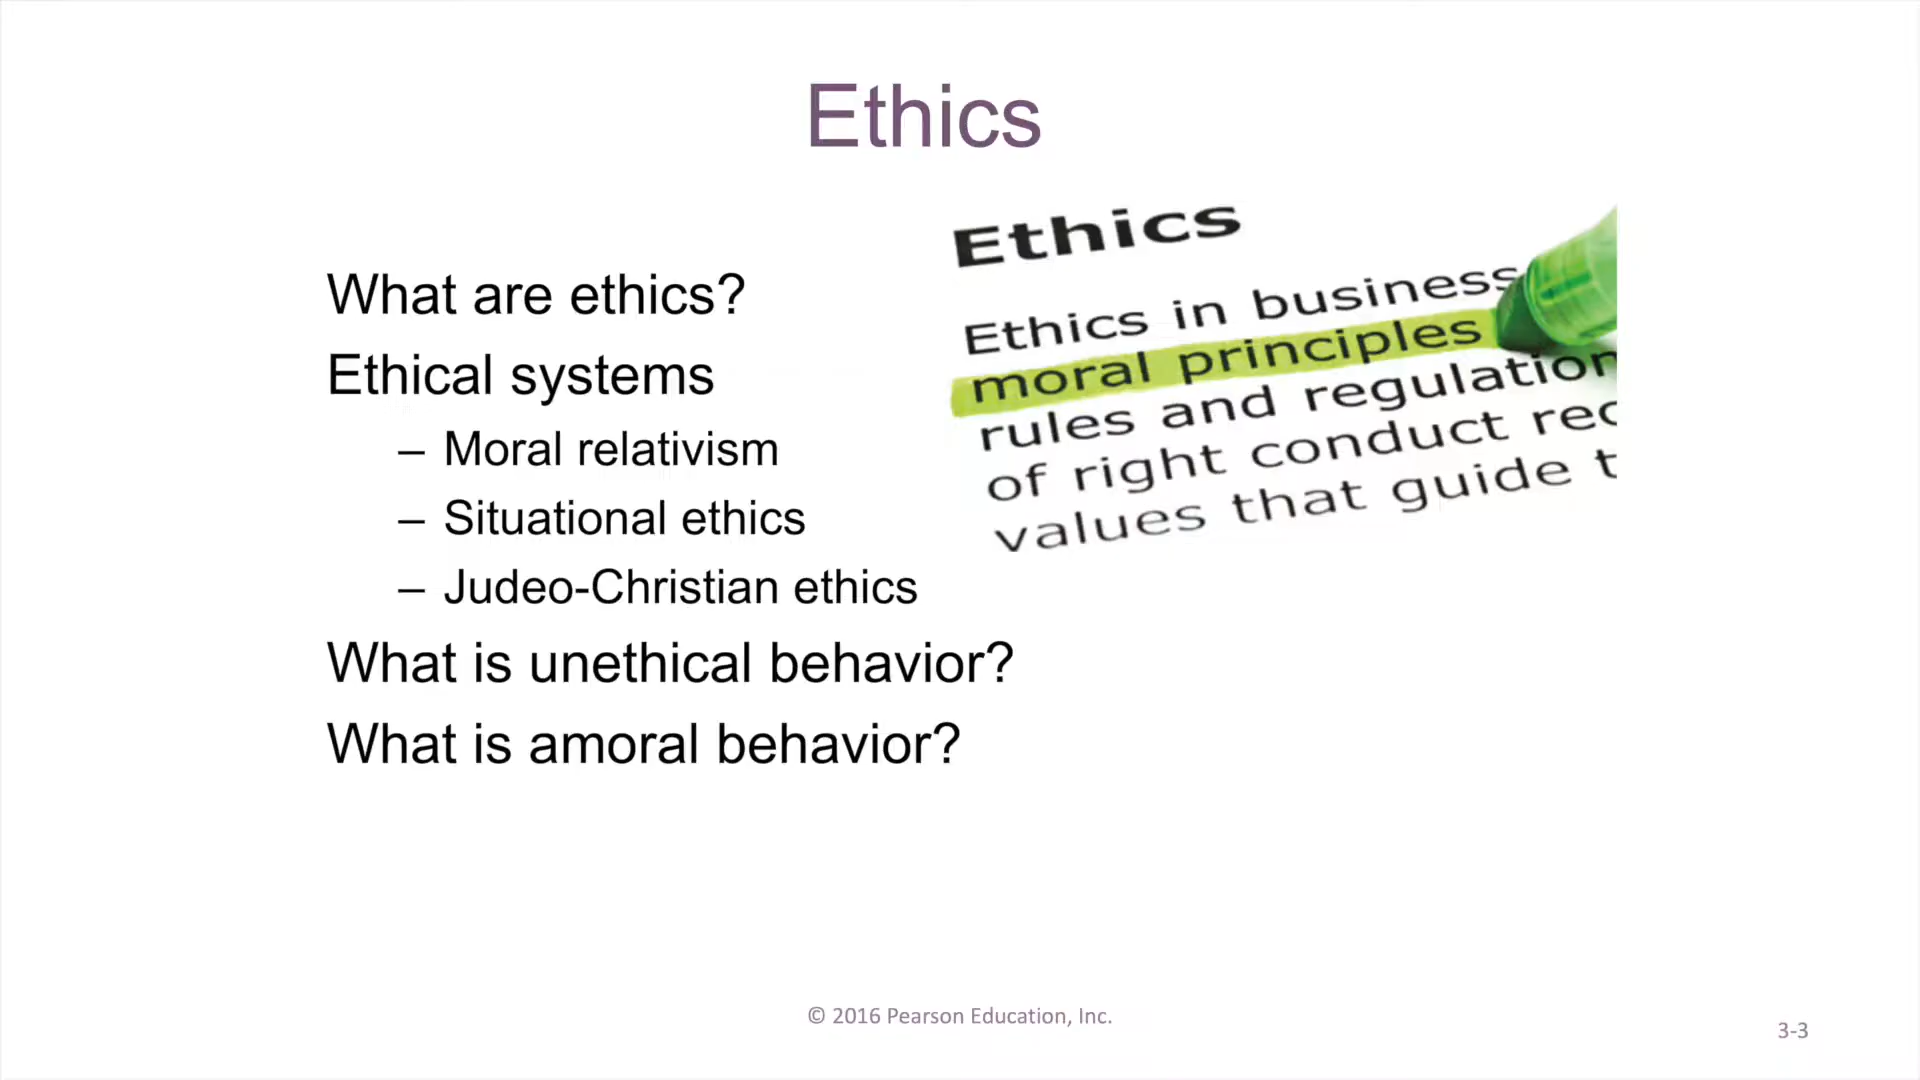 Ethics
What are ethics?
Ethical systems
– Moral relativism
– Situational ethics
– Judeo-Christian ethics
What is unethical behavior?
What is amoral behavior?
Ethics
Ethics in business
moral principles
rules and regulation
of right conduct rec
values that guide t
© 2016 Pearson Education, Inc.
3-3